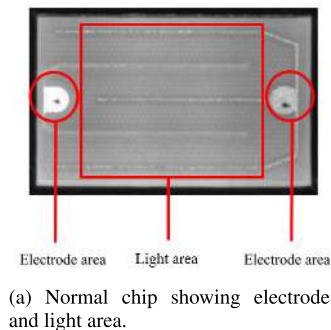 Electrode area Light area Electrode area
(a) Normal chip showing electrode
and light area.